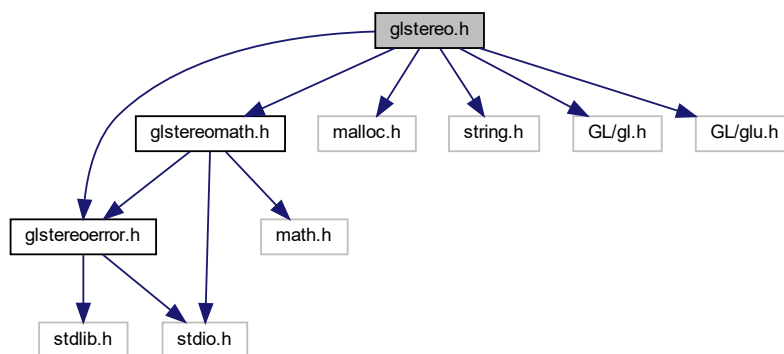 glstereo.h
glstereomath.h
malloc.h
string.h
GL/gl.h
GL/glu.h
glstereoerror.h
math.h
stdlib.h
stdio.h